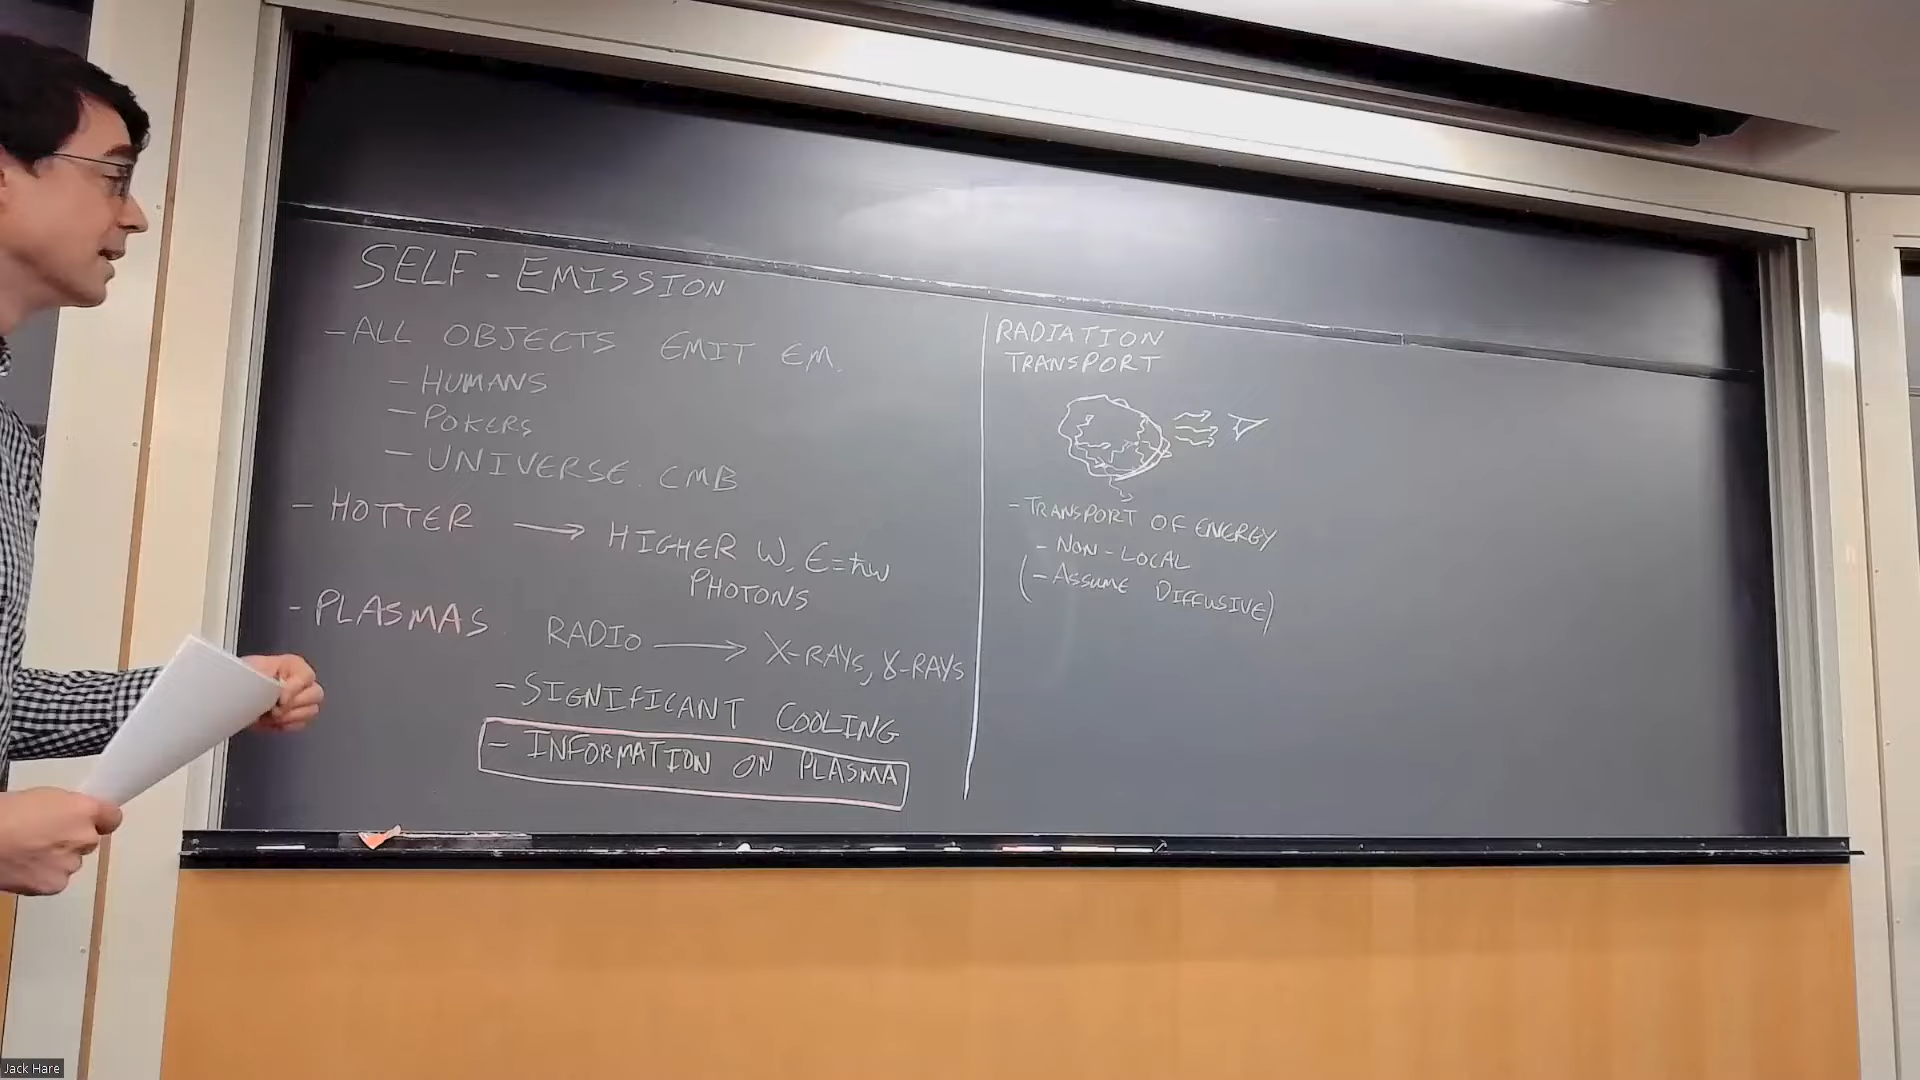 SELF-EMISSION
- ALL OBJECTS EMIT EM.
- HUMANS
- POKERS
- UNIVERSE. CMB
- HOTTER → HIGHER ω, E=ħω
PHOTONS
- PLASMAS. RADIO → X-RAYS, γ-RAYS
- SIGNIFICANT COOLING
- INFORMATION ON PLASMA
RADIATION
TRANSPORT
- TRANSPORT OF ENERGY
- NON-LOCAL
(- ASSUME DIFFUSIVE)
Jack Hare